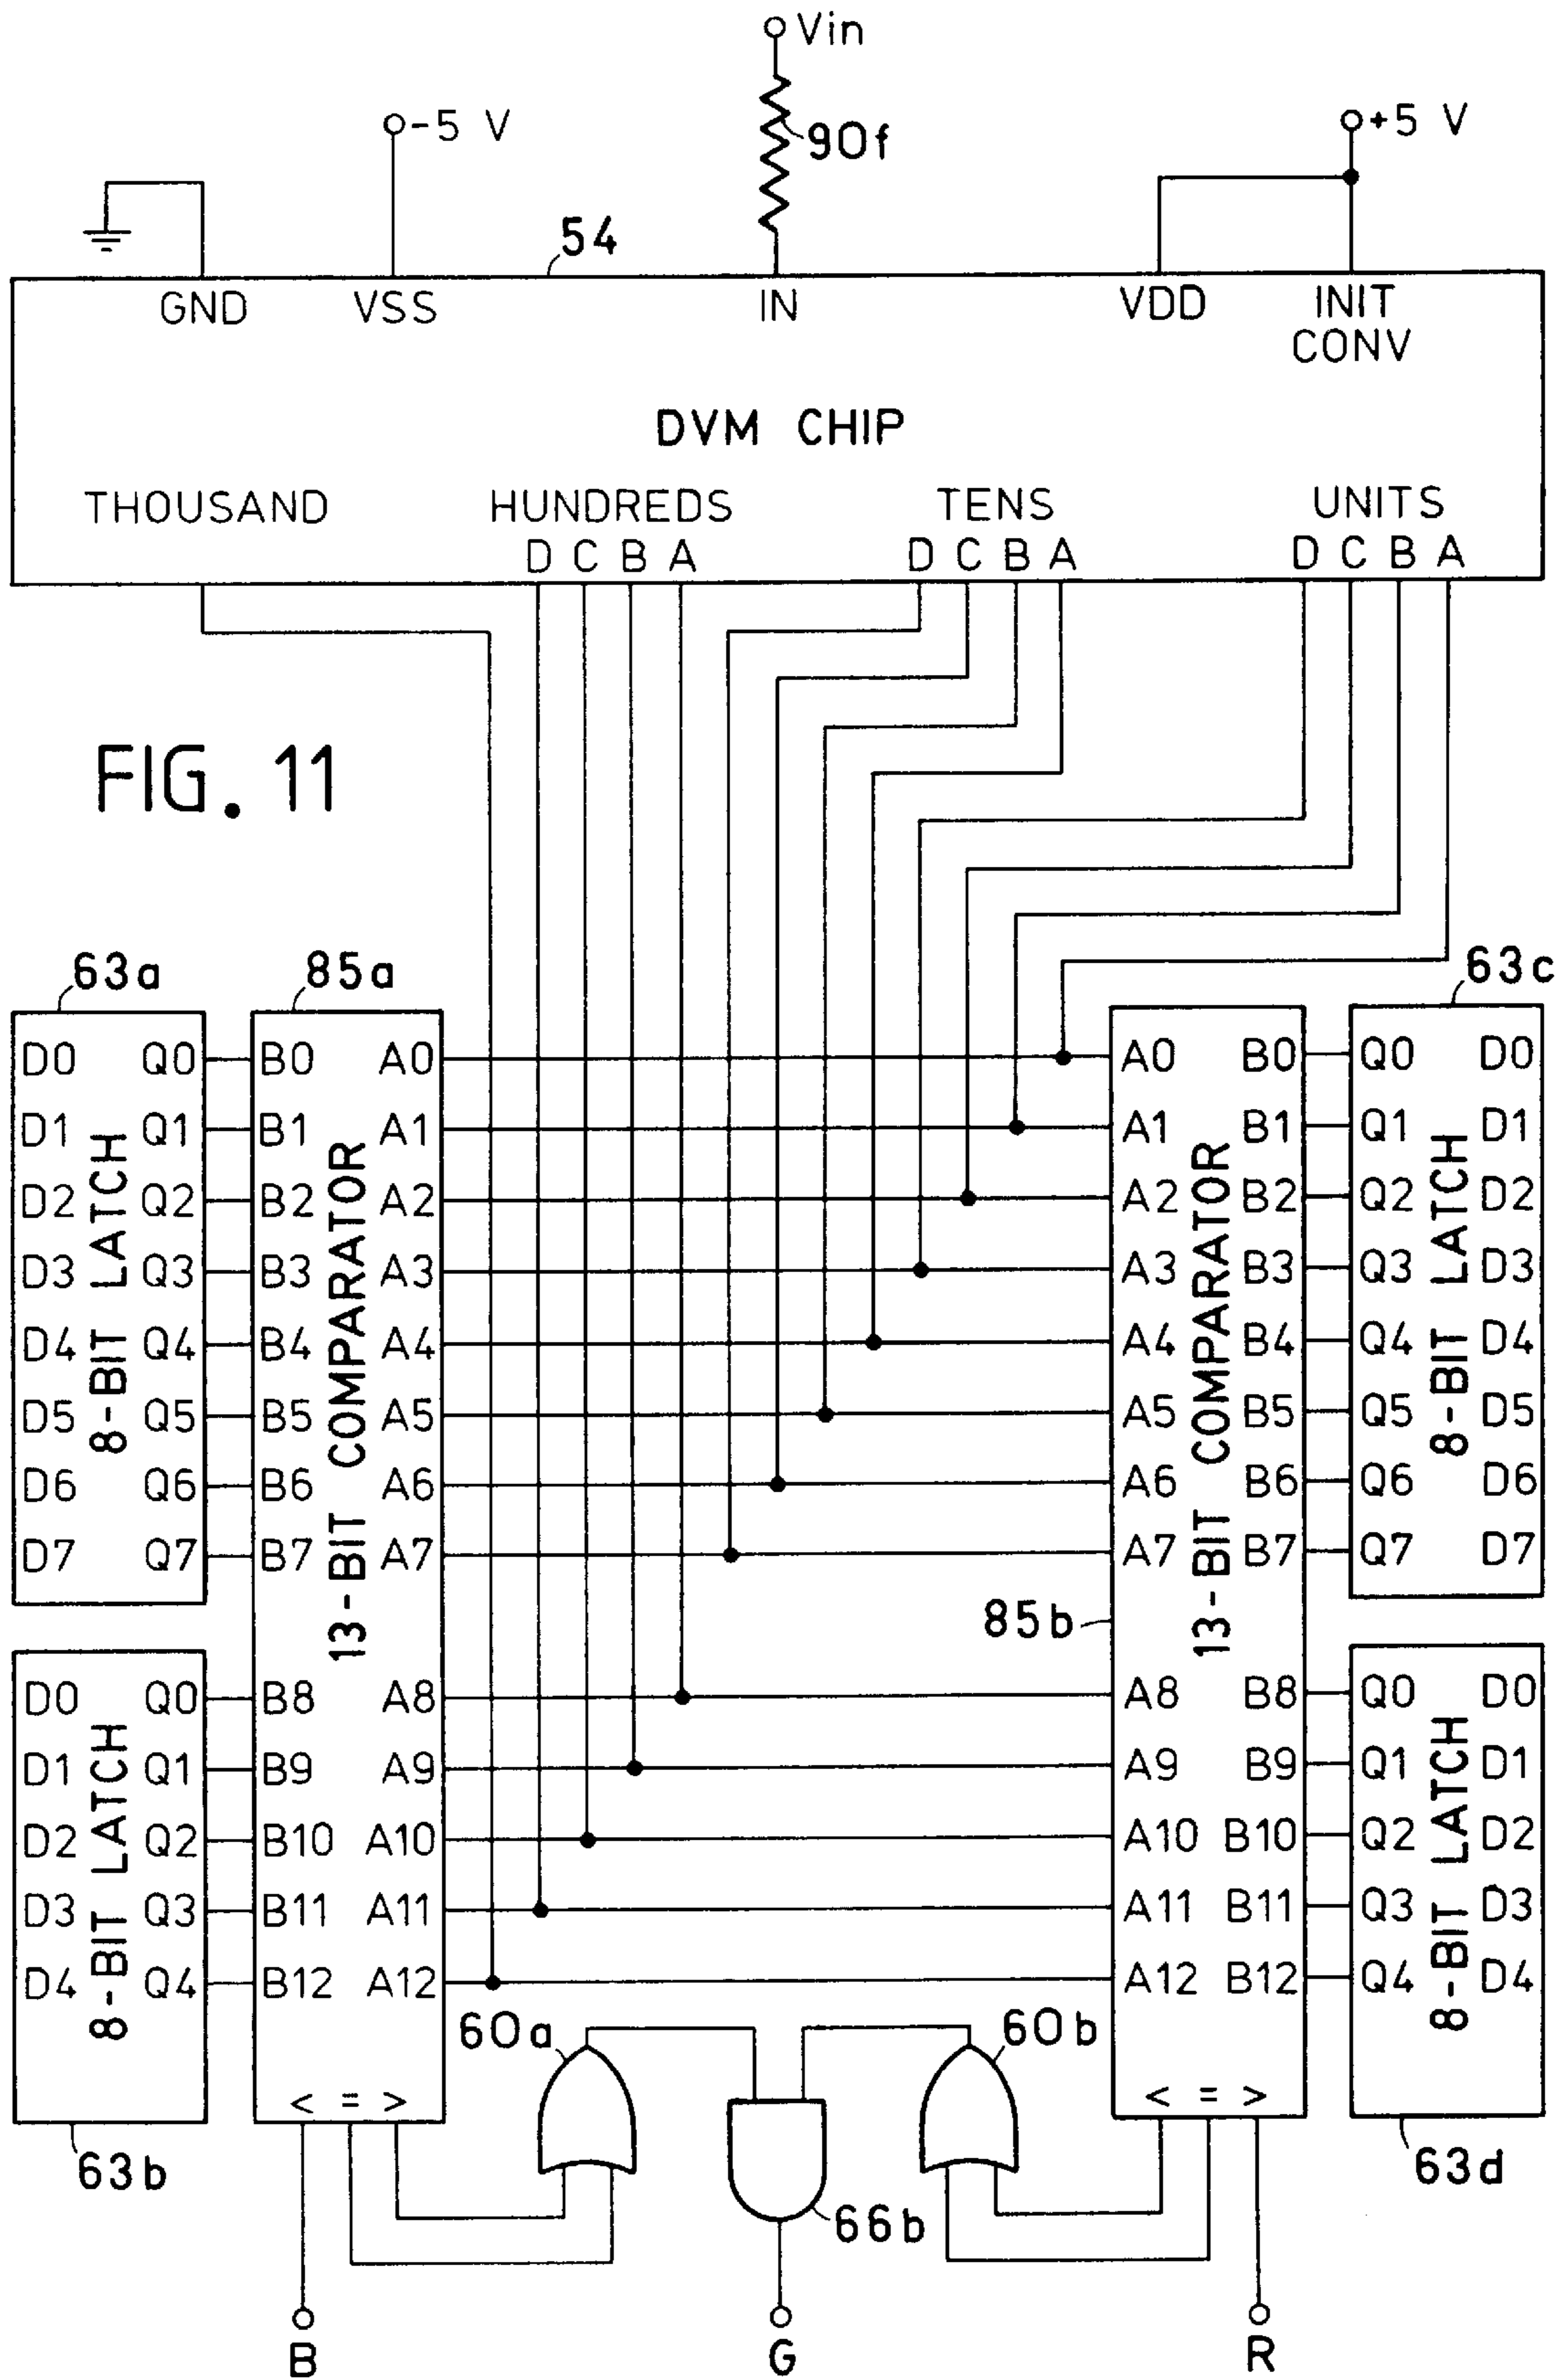 Vin
-5 V
90f
+5 V
54
GND VSS IN VDD INIT CONV
DVM CHIP
THOUSAND HUNDREDS TENS UNITS
D C B A D C B A D C B A
FIG. 11
63a 85a 63c
D0 Q0 B0 A0 A0 B0 Q0 D0
D1 Q1 B1 A1 A1 B1 Q1 D1
D2 Q2 B2 A2 A2 B2 Q2 D2
D3 Q3 B3 A3 A3 B3 Q3 D3
D4 Q4 B4 A4 A4 B4 Q4 D4
D5 Q5 B5 A5 A5 B5 Q5 D5
D6 Q6 B6 A6 A6 B6 Q6 D6
D7 Q7 B7 A7 A7 B7 Q7 D7
8-BIT LATCH
13-BIT COMPARATOR
13-BIT COMPARATOR
8-BIT LATCH
85b
D0 Q0 B8 A8 A8 B8 Q0 D0
D1 Q1 B9 A9 A9 B9 Q1 D1
D2 Q2 B10 A10 A10 B10 Q2 D2
D3 Q3 B11 A11 A11 B11 Q3 D3
D4 Q4 B12 A12 A12 B12 Q4 D4
8-BIT LATCH
8-BIT LATCH
60a 60b
< = > < = >
63b 66b 63d
B G R